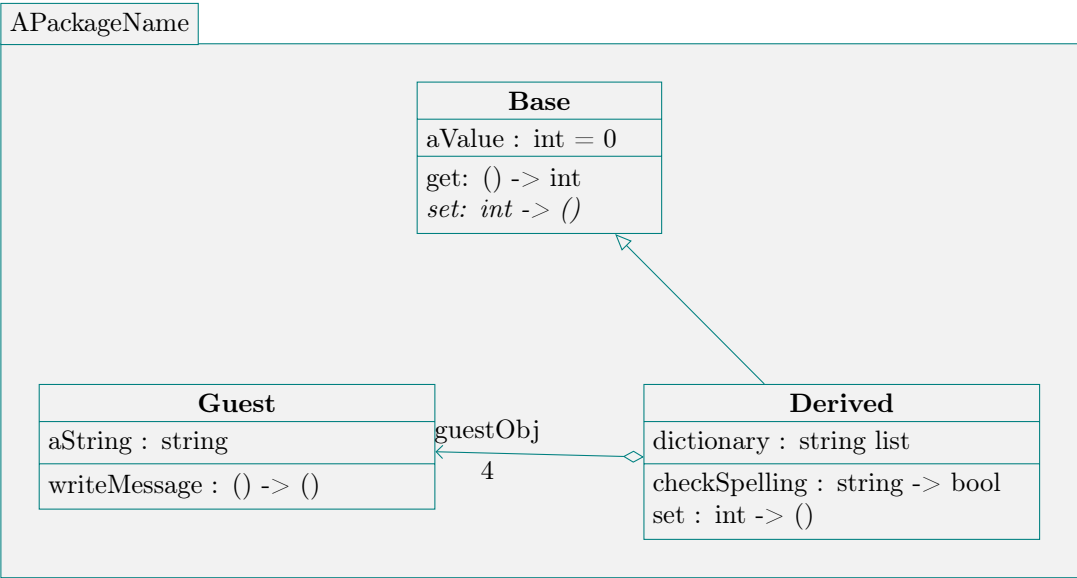 APackageName
Base
aValue : int = 0
get: () -> int
set: int -> ()
Guest
aString : string
writeMessage : () -> ()
guestObj
4
Derived
dictionary : string list
checkSpelling : string -> bool
set : int -> ()